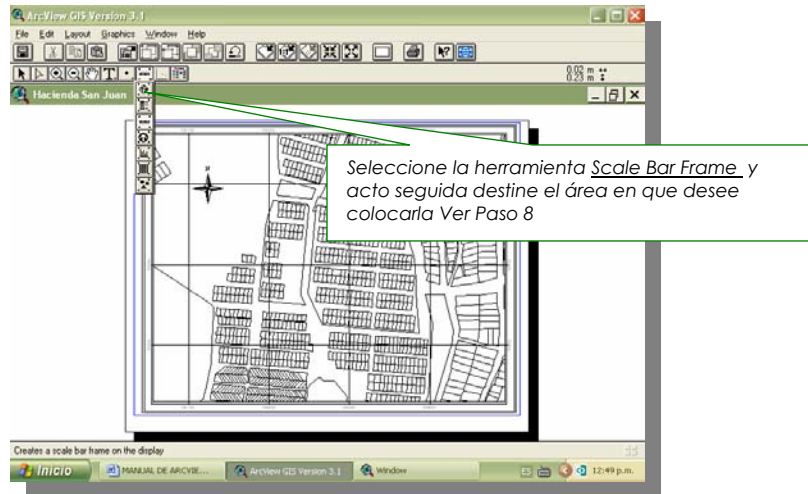 ArcView GIS Version 3.1
File Edit Layout Graphics Window Help
0.02 m
0.23 m
Hacienda San Juan
Seleccione la herramienta Scale Bar Frame y
acto seguida destine el área en que desee
colocarla Ver Paso 8
Creates a scale bar frame on the display
Inicio MANUAL DE ARCVIE... ArcView GIS Version 3.1 Window ES 12:49 p.m.